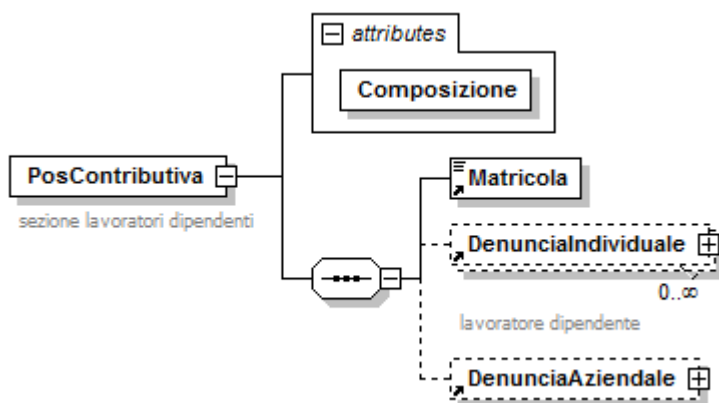 attributes
Composizione
PosContributiva
sezione lavoratori dipendenti
Matricola
DenunciaIndividuale
0..∞
lavoratore dipendente
DenunciaAziendale